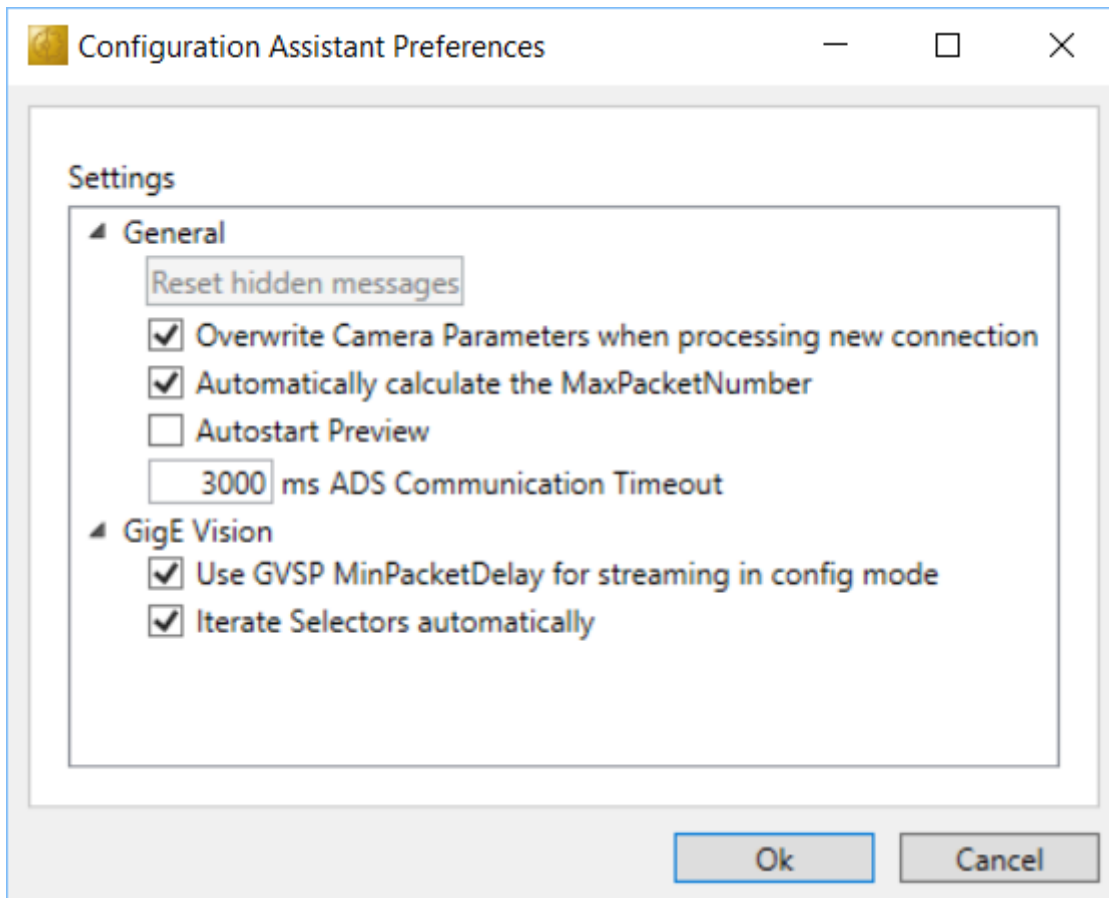 Configuration Assistant Preferences
Settings
General
Reset hidden messages
Overwrite Camera Parameters when processing new connection
Automatically calculate the MaxPacketNumber
Autostart Preview
3000 ms ADS Communication Timeout
GigE Vision
Use GVSP MinPacketDelay for streaming in config mode
Iterate Selectors automatically
Ok Cancel